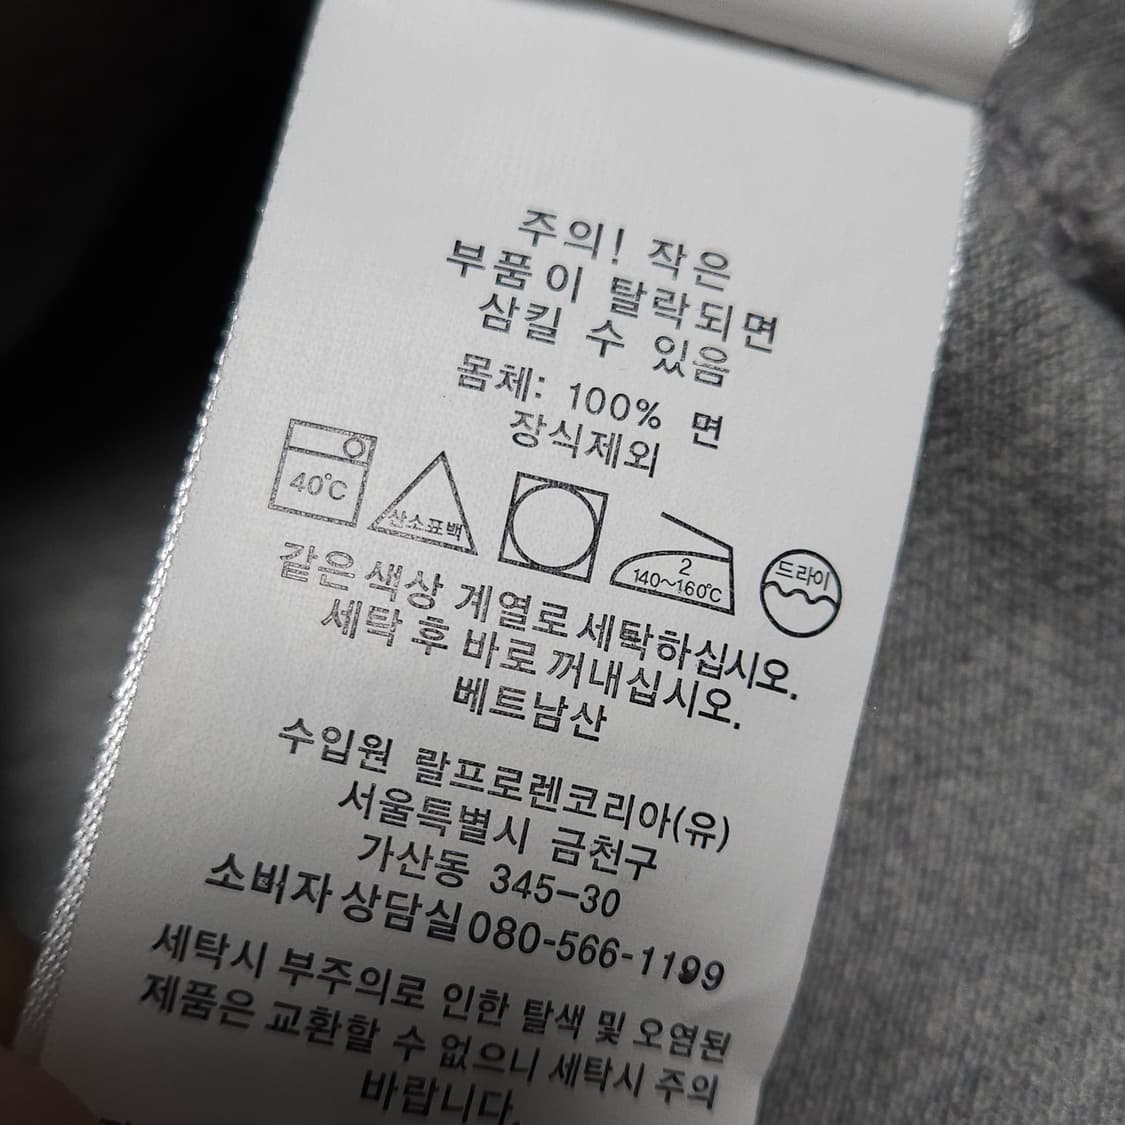 주의! 작은
부품이 탈락되면
삼킬 수 있음
몸체: 100% 면
장식제외
40℃ 산소표백 2 140~160℃ 드라이
같은 색상 계열로 세탁하십시오.
세탁 후 바로 꺼내십시오.
베트남산
수입원 랄프로렌코리아(유)
서울특별시 금천구
가산동 345-30
소비자 상담실 080-566-1199
세탁시 부주의로 인한 탈색 및 오염된
제품은 교환할 수 없으니 세탁시 주의
바랍니다.